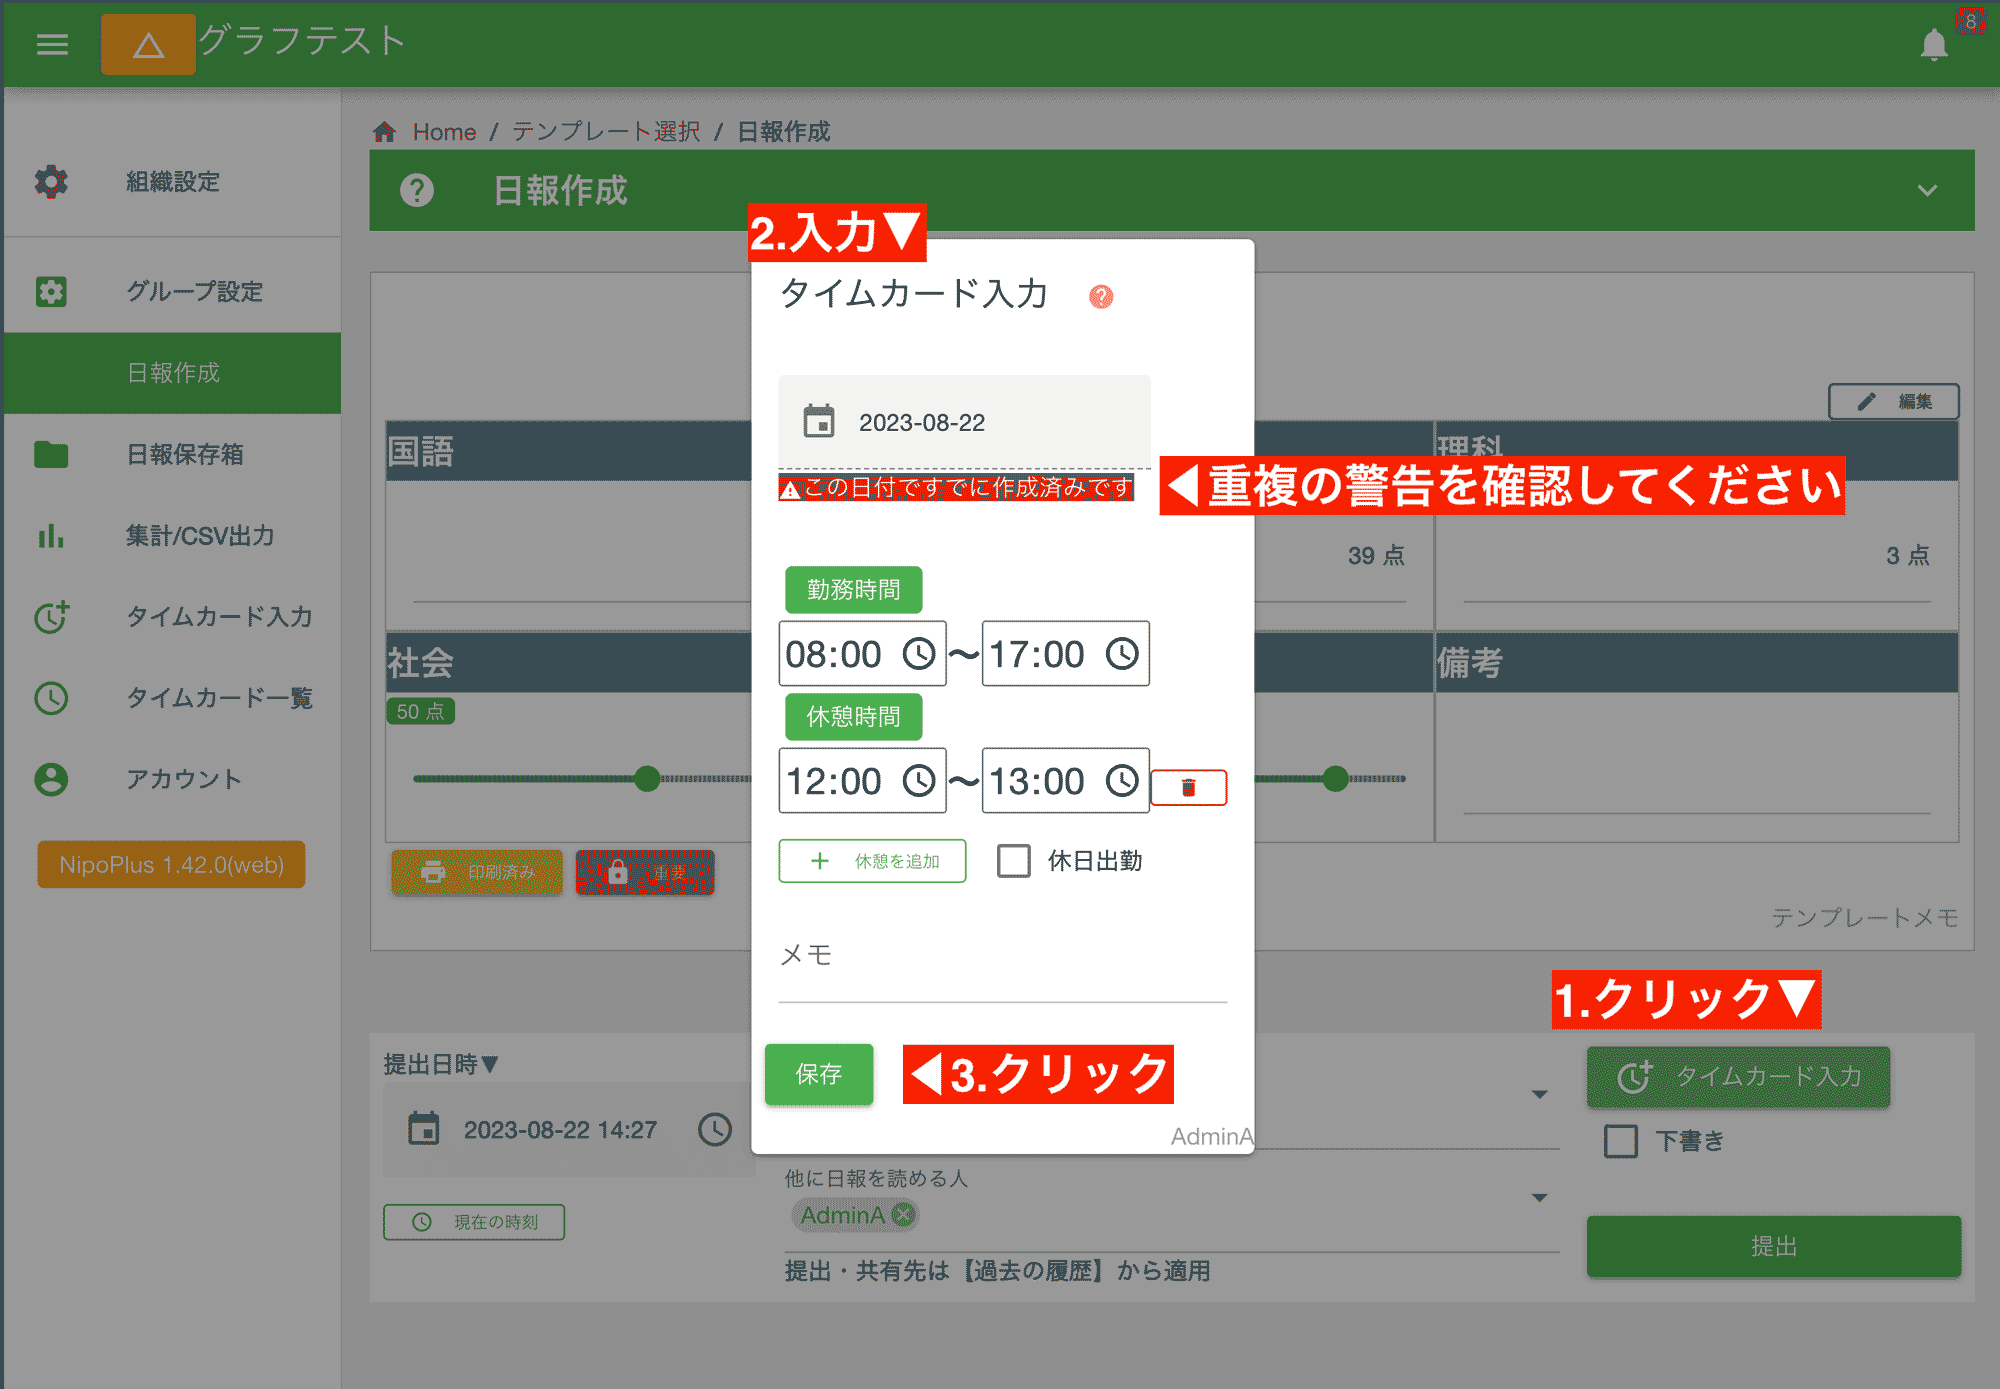 グラフテスト
8
Home / テンプレート選択 / 日報作成
組織設定
グループ設定
日報作成
日報保存箱
集計/CSV出力
タイムカード入力
タイムカード一覧
アカウント
NipoPlus 1.42.0(web)
日報作成
2.入力▼
タイムカード入力
2023-08-22
この日付ですでに作成済みです
◀重複の警告を確認してください
勤務時間
08:00 〜 17:00
休憩時間
12:00 〜 13:00
休憩を追加
休日出勤
メモ
保存
◀3.クリック
AdminA
編集
国語
理科
39 点
3 点
社会
備考
50 点
印刷済み
重要
テンプレートメモ
1.クリック▼
提出日時▼
2023-08-22 14:27
現在の時刻
他に日報を読める人
AdminA
提出・共有先は【過去の履歴】から適用
タイムカード入力
下書き
提出